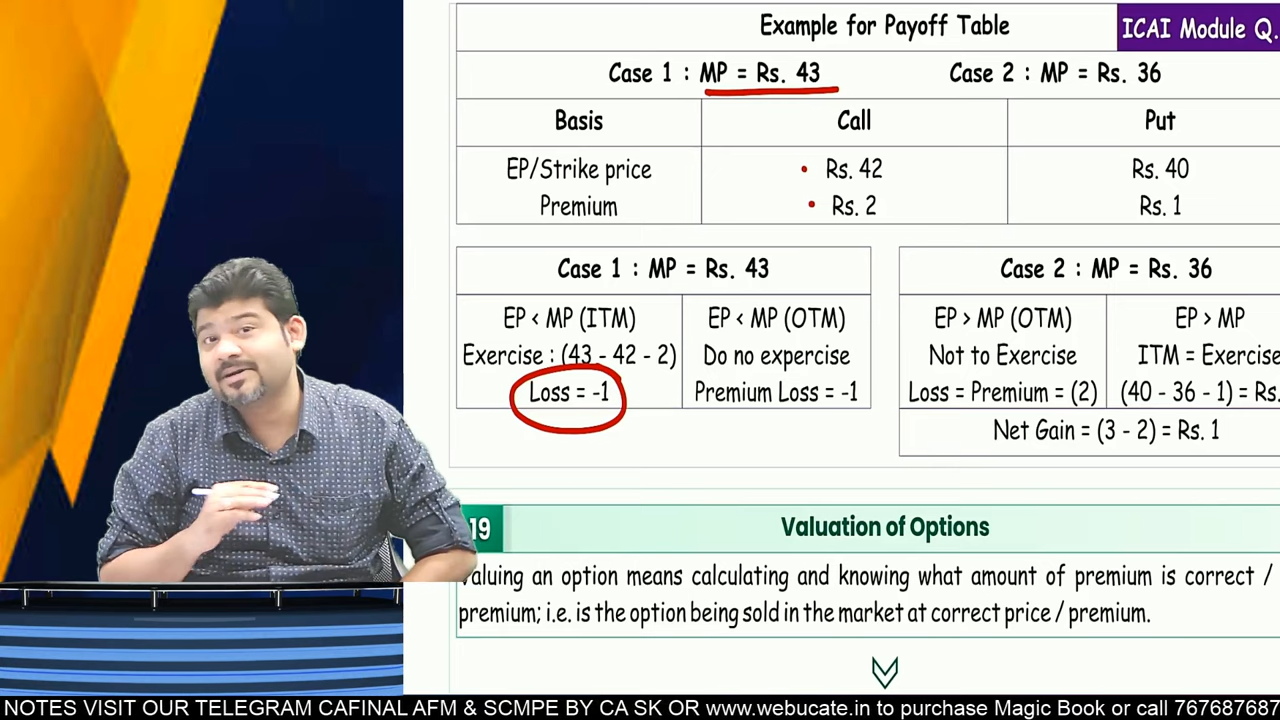 Example for Payoff Table
ICAI Module Q.
Case 1 : MP = Rs. 43 Case 2 : MP = Rs. 36
Basis Call Put
EP/Strike price Rs. 42 Rs. 40
Premium Rs. 2 Rs. 1
Case 1 : MP = Rs. 43
EP < MP (ITM) EP < MP (OTM)
Exercise : (43 - 42 - 2) Do no expercise
Loss = -1 Premium Loss = -1
Case 2 : MP = Rs. 36
EP > MP (OTM) EP > MP
Not to Exercise ITM = Exercise
Loss = Premium = (2) (40 - 36 - 1) = Rs.
Net Gain = (3 - 2) = Rs. 1
19 Valuation of Options
Valuing an option means calculating and knowing what amount of premium is correct /
premium; i.e. is the option being sold in the market at correct price / premium.
NOTES VISIT OUR TELEGRAM CAFINAL AFM & SCMPE BY CA SK OR www.webucate.in to purchase Magic Book or call 767687687